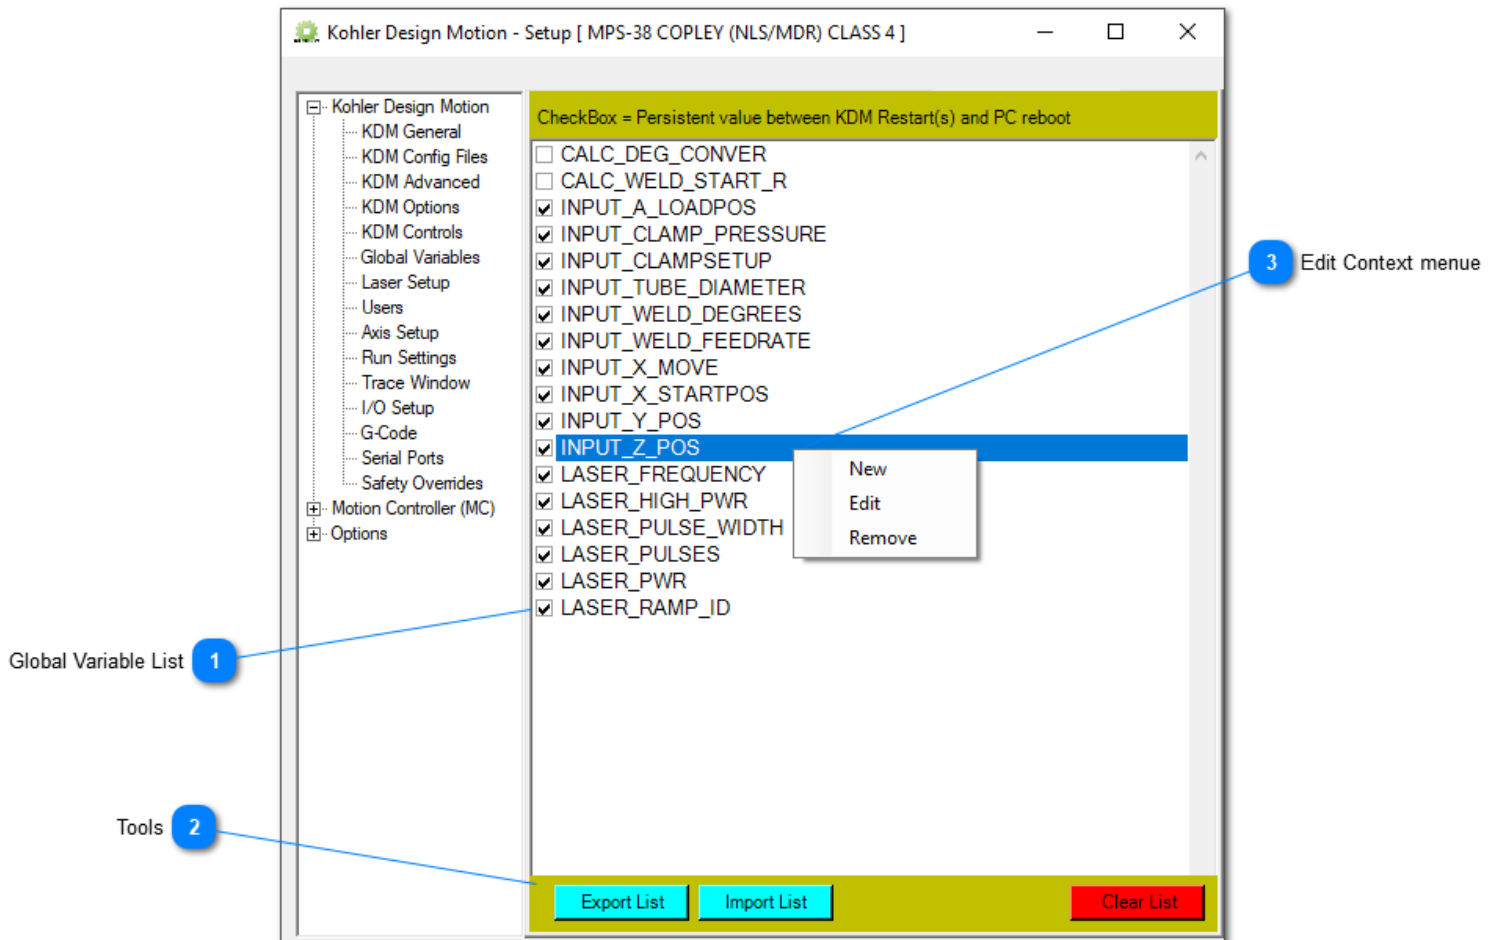 Kohler Design Motion - Setup [ MPS-38 COPLEY (NLS/MDR) CLASS 4 ]
Kohler Design Motion
KDM General
KDM Config Files
KDM Advanced
KDM Options
KDM Controls
Global Variables
Laser Setup
Users
Axis Setup
Run Settings
Trace Window
I/O Setup
G-Code
Serial Ports
Safety Overrides
Motion Controller (MC)
Options
CheckBox = Persistent value between KDM Restart(s) and PC reboot
CALC_DEG_CONVER
CALC_WELD_START_R
INPUT_A_LOADPOS
INPUT_CLAMP_PRESSURE
INPUT_CLAMPSETUP
INPUT_TUBE_DIAMETER
INPUT_WELD_DEGREES
INPUT_WELD_FEEDRATE
INPUT_X_MOVE
INPUT_X_STARTPOS
INPUT_Y_POS
INPUT_Z_POS
LASER_FREQUENCY
LASER_HIGH_PWR
LASER_PULSE_WIDTH
LASER_PULSES
LASER_PWR
LASER_RAMP_ID
New
Edit
Remove
3 Edit Context menue
Global Variable List 1
Tools 2
Export List
Import List
Clear List